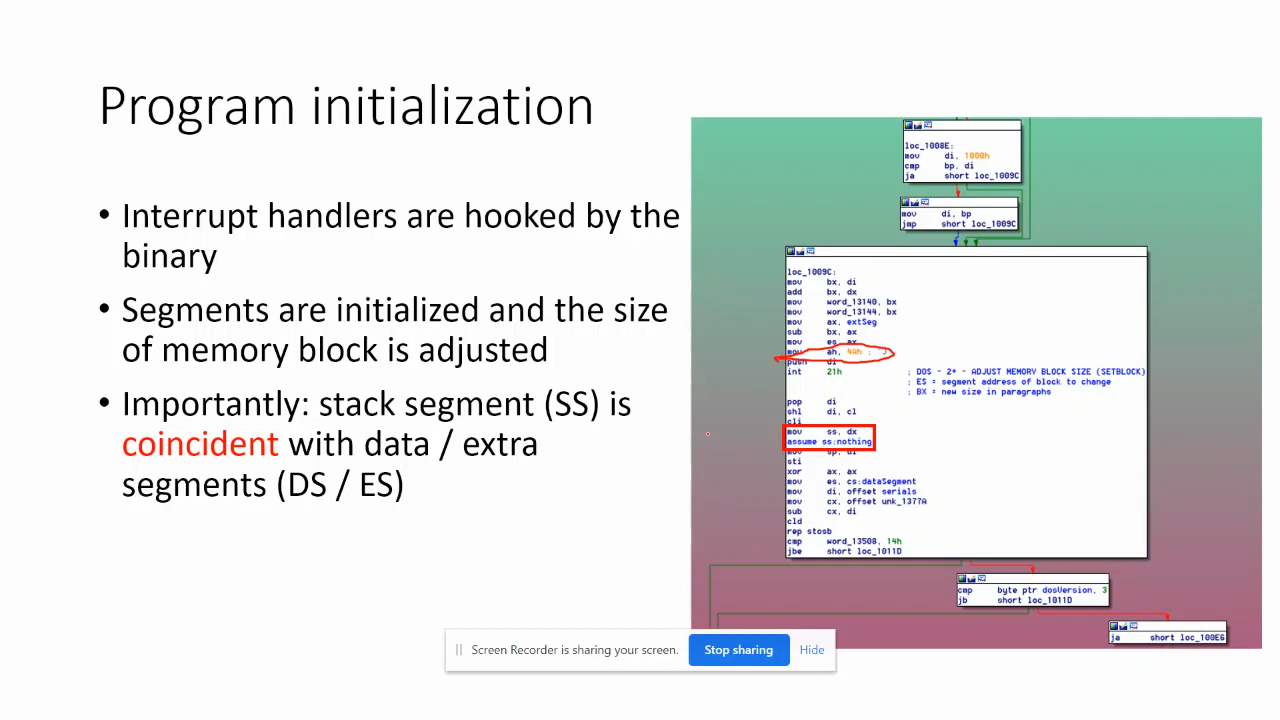 Program initialization
• Interrupt handlers are hooked by the
binary
• Segments are initialized and the size
of memory block is adjusted
• Importantly: stack segment (SS) is
coincident with data / extra
segments (DS / ES)
loc_1008E:
mov di, 1000h
cmp bp, di
ja short loc_1009C
mov di, bp
jmp short loc_1009C
loc_1009C:
mov bx, di
add bx, dx
mov word_13140, bx
mov word_13144, bx
mov ax, extSeg
sub bx, ax
mov es, ax
mov ah, 4Ah ; 'J'
push di
int 21h ; DOS - 2+ - ADJUST MEMORY BLOCK SIZE (SETBLOCK)
; ES = segment address of block to change
; BX = new size in paragraphs
pop di
shl di, cl
cli
mov ss, dx
assume ss:nothing
mov sp, di
sti
xor ax, ax
mov es, cs:dataSegment
mov di, offset serials
mov cx, offset unk_1377A
sub cx, di
cld
rep stosb
cmp word_13508, 14h
jbe short loc_1011D
cmp byte ptr dosVersion, 3
jb short loc_1011D
ja short loc_100E6
Screen Recorder is sharing your screen. Stop sharing Hide